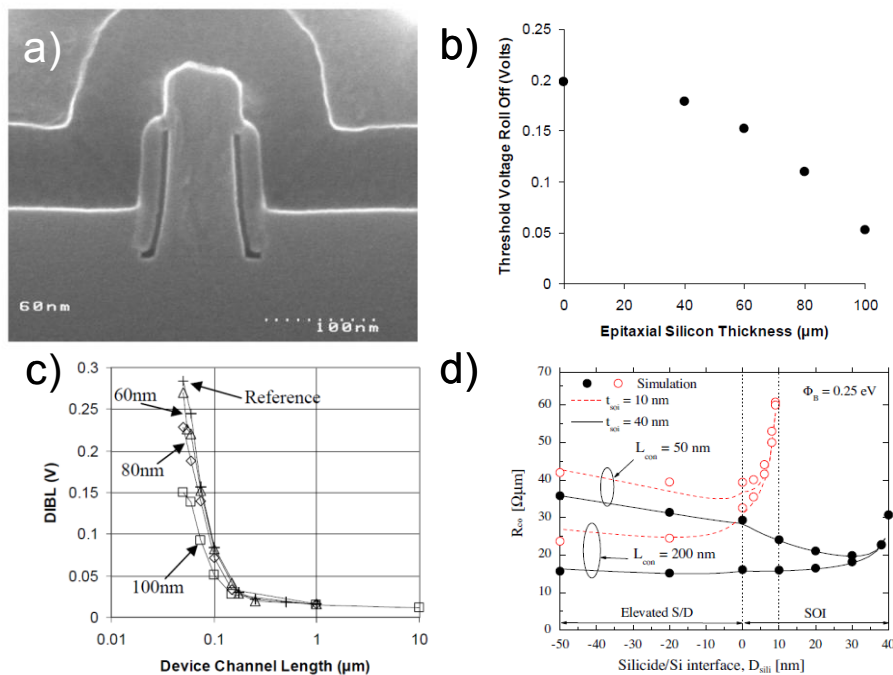 a)
60nm
100nm
b)
Threshold Voltage Roll Off (Volts)
0.2
0.15
0.1
0.05
0
0 20 40 60 80 100
Epitaxial Silicon Thickness (µm)
c)
DIBL (V)
0.3
0.25
0.2
0.15
0.1
0.05
0
60nm
Reference
80nm
100nm
0.01 0.1 1 10
Device Channel Length (µm)
d)
R_co [Ωµm]
70
60
50
40
30
20
10
0
Simulation
t_soi = 10 nm
t_soi = 40 nm
Φ_B = 0.25 eV
L_con = 50 nm
L_con = 200 nm
Elevated S/D
SOI
-50 -40 -30 -20 -10 0 10 20 30 40
Silicide/Si interface, D_sili [nm]